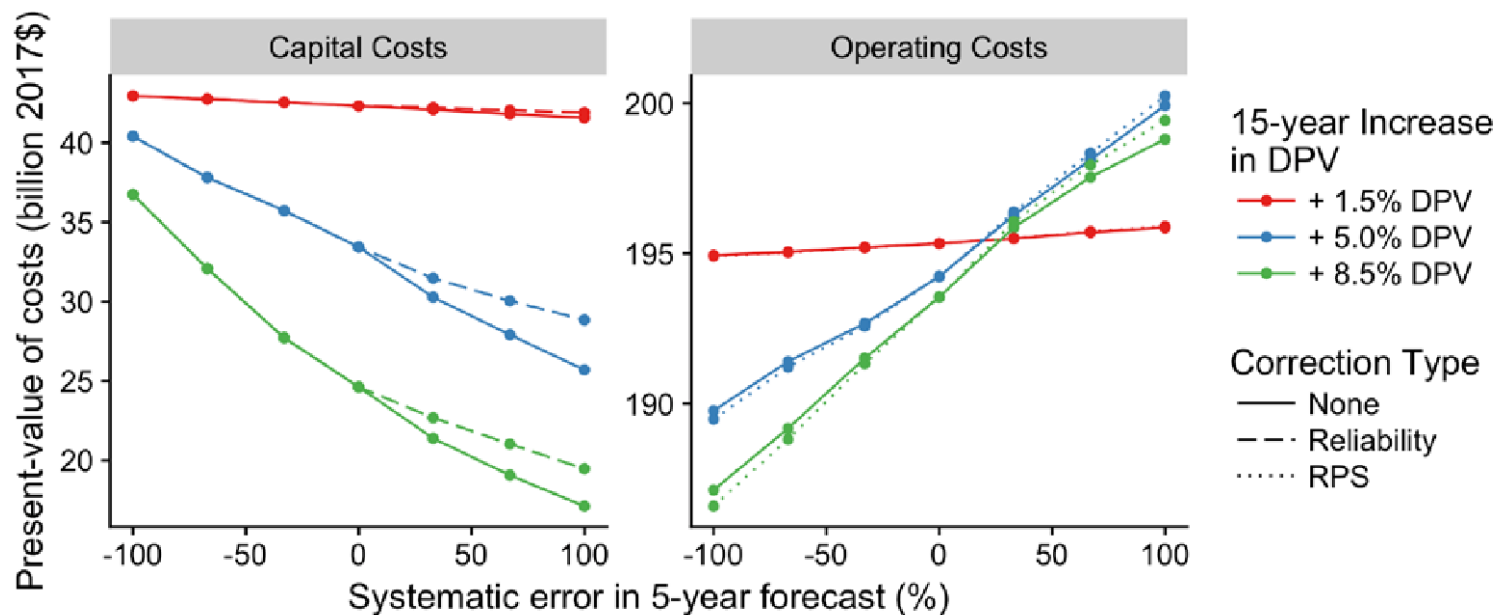 Capital Costs
Operating Costs
Present-value of costs (billion 2017$)
40
35
30
25
20
200
195
190
-100 -50 0 50 100
-100 -50 0 50 100
Systematic error in 5-year forecast (%)
15-year Increase
in DPV
+ 1.5% DPV
+ 5.0% DPV
+ 8.5% DPV
Correction Type
None
Reliability
RPS